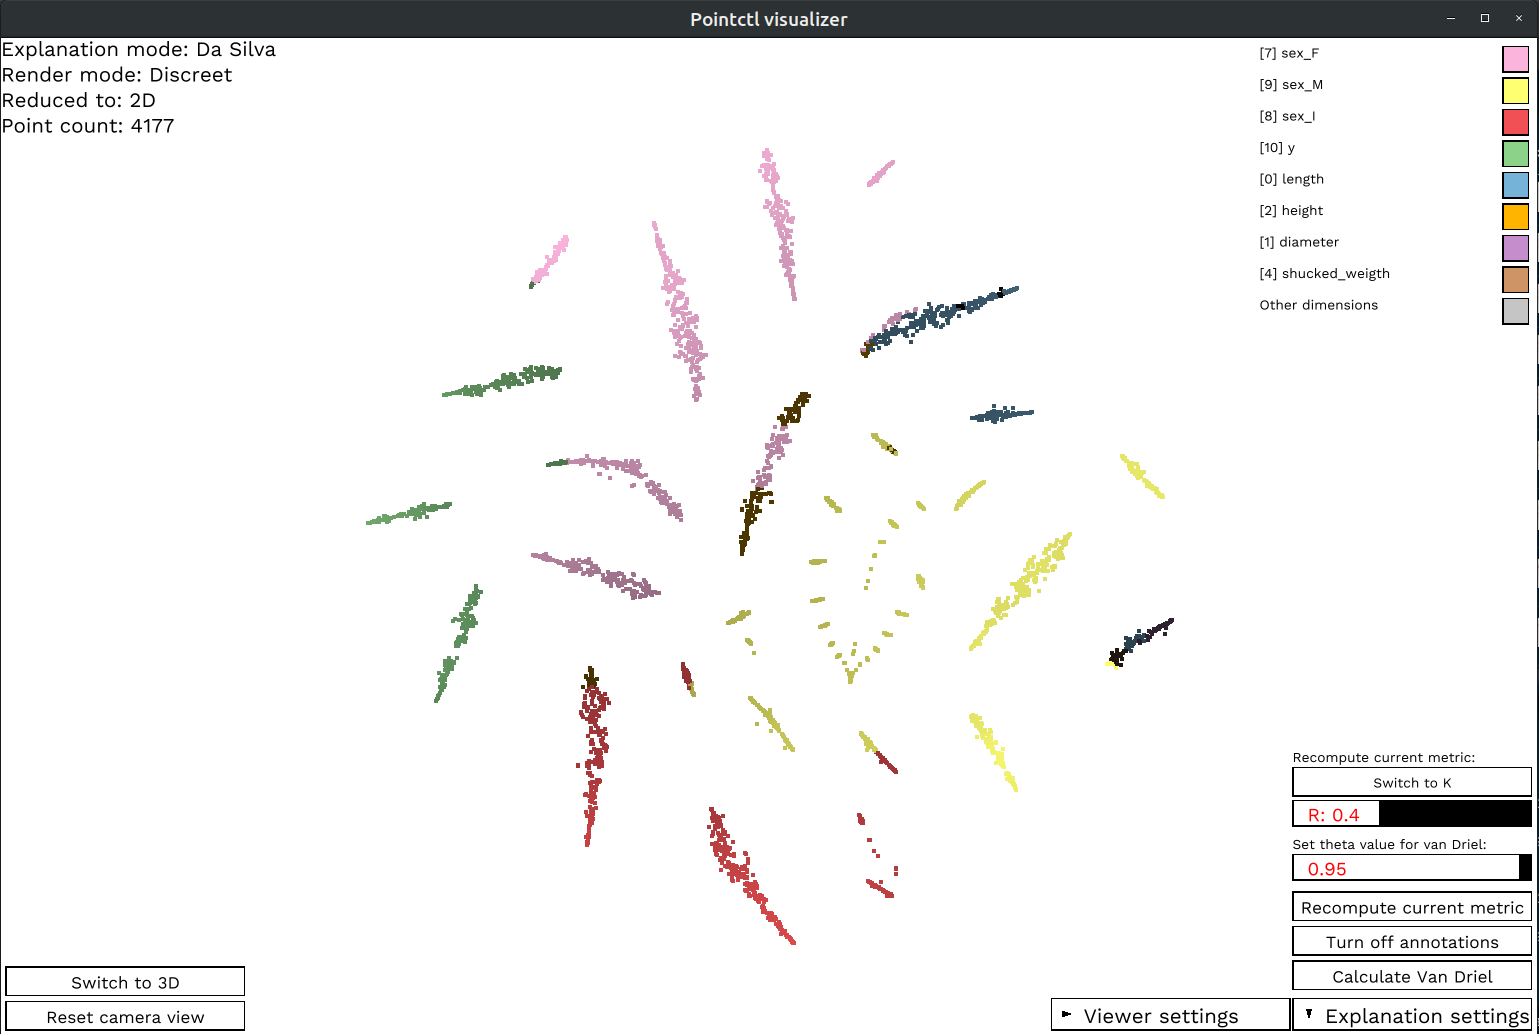 Pointctl visualizer
Explanation mode: Da Silva
Render mode: Discreet
Reduced to: 2D
Point count: 4177
[7] sex_F
[9] sex_M
[8] sex_I
[10] y
[0] length
[2] height
[1] diameter
[4] shucked_weigth
Other dimensions
Recompute current metric:
Switch to K
R: 0.4
Set theta value for van Driel:
0.95
Recompute current metric
Turn off annotations
Calculate Van Driel
Switch to 3D
Reset camera view
Viewer settings
Explanation settings